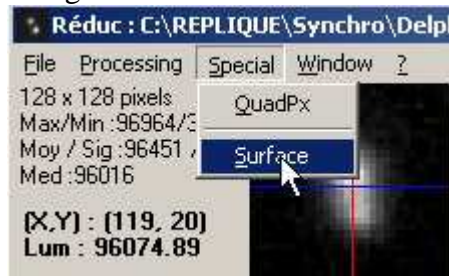 Réduc : C:\REPLIQUE\Synchro\Delp
File Processing Special Window ?
128 x 128 pixels
QuadPx
Max/Min :96964/
Moy / Sig :96451 /
Surface
Med :96016
(X,Y) : (119, 20)
Lum : 96074.89